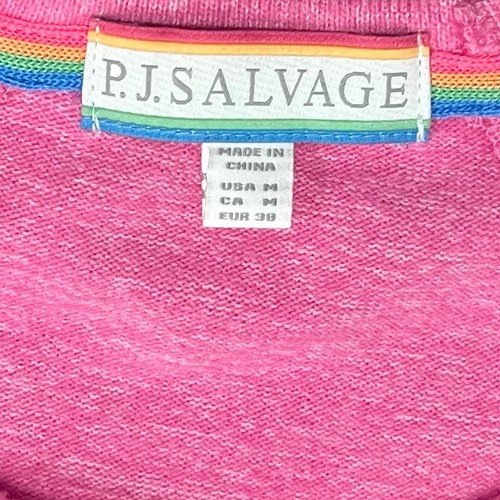 P.J.SALVAGE
MADE IN
CHINA
USA M
CA M
EUR 38